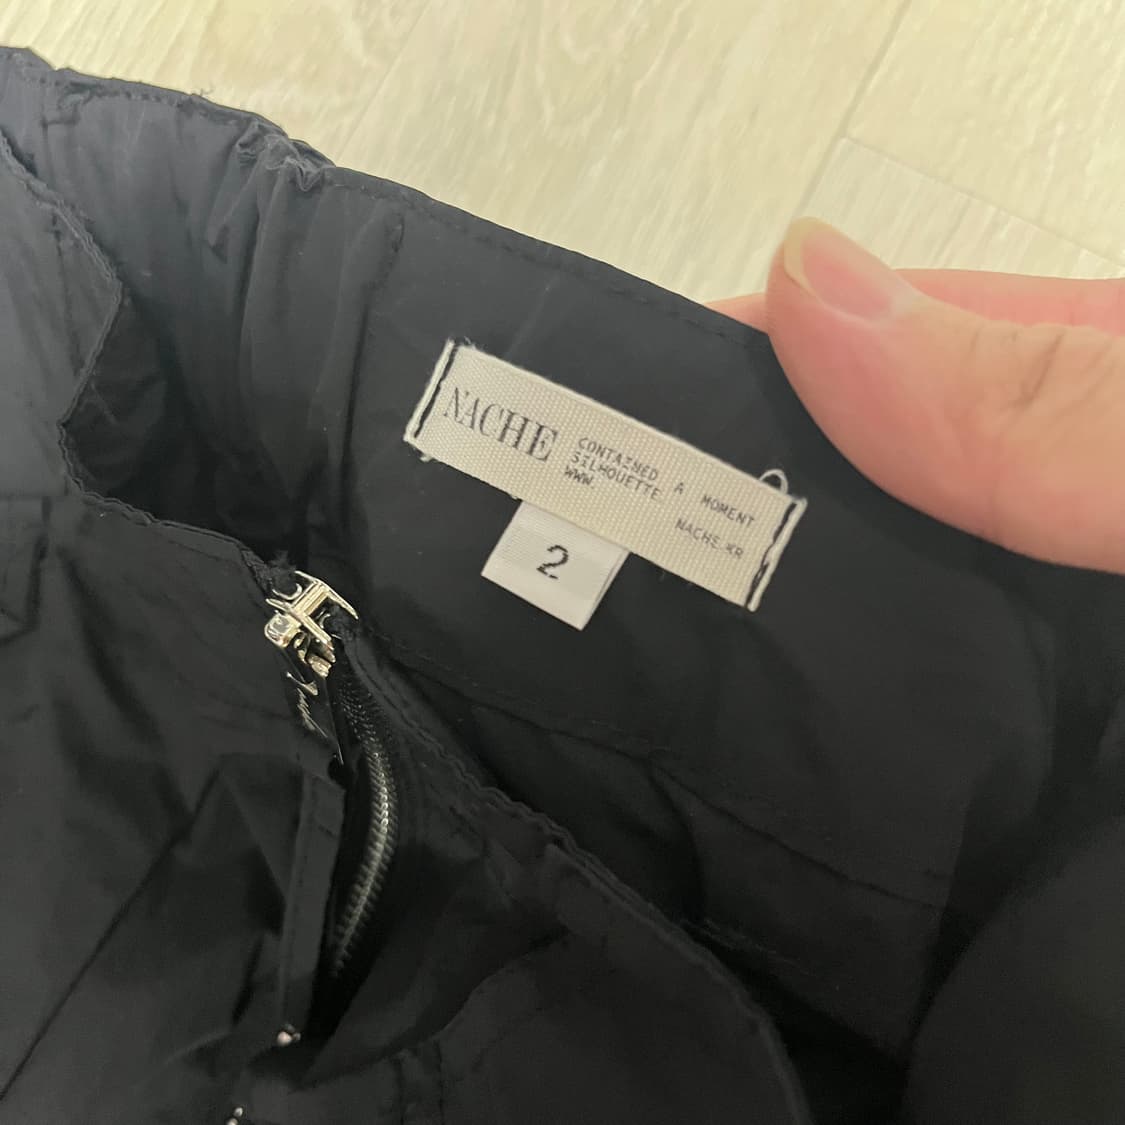 NACHE
CONTAINED A MOMENT
SILHOUETTE
WWW. NACHE.KR
2